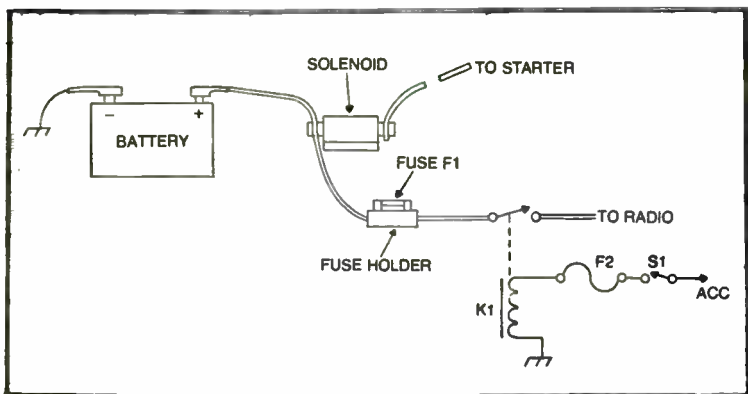 SOLENOID
TO STARTER
−
+
BATTERY
FUSE F1
TO RADIO
FUSE HOLDER
F2
S1
ACC
K1